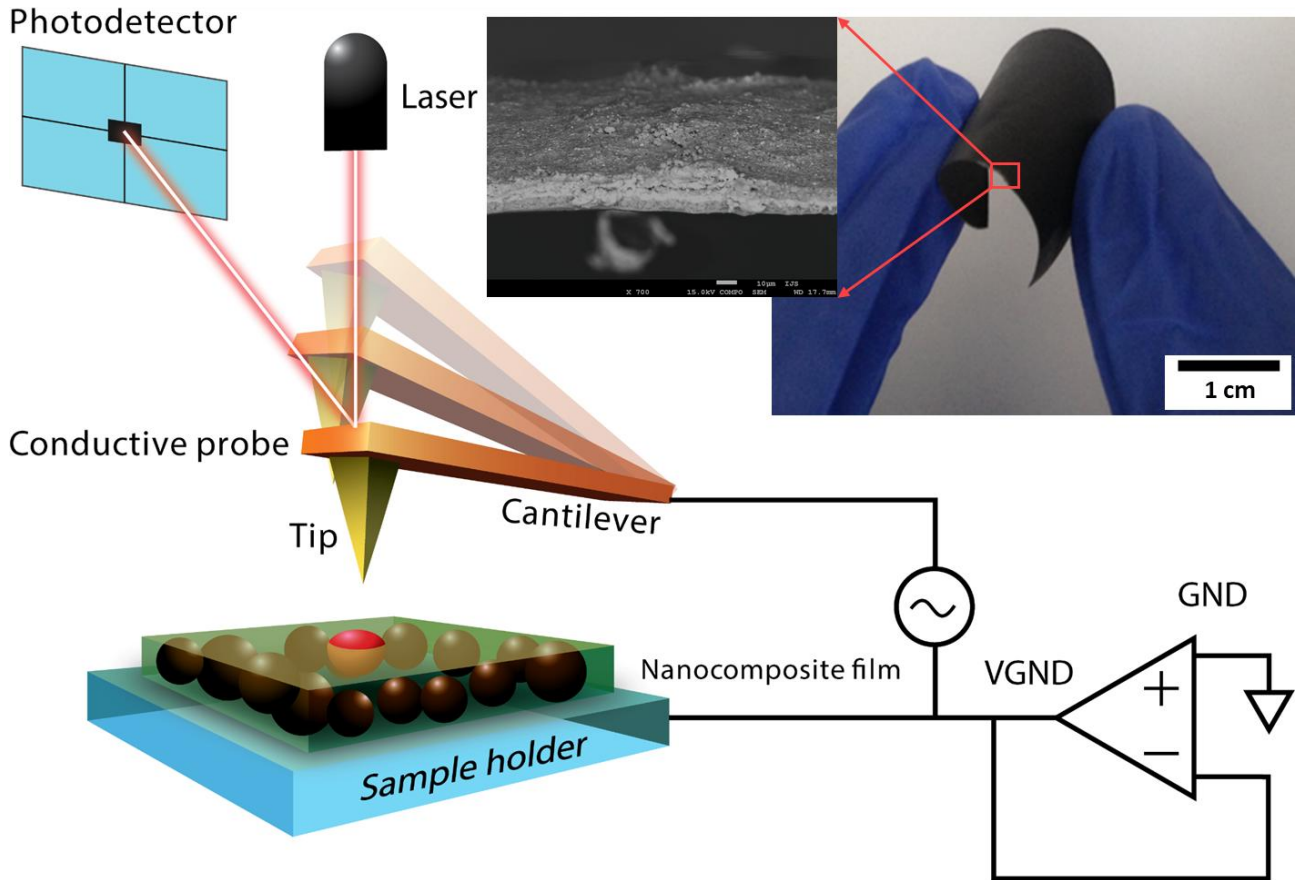 Photodetector
Laser
X 700 15.0kV COMPO SEM WD 17.7mm
10μm IJS
1 cm
Conductive probe
Cantilever
Tip
GND
Nanocomposite film
VGND
+
−
Sample holder